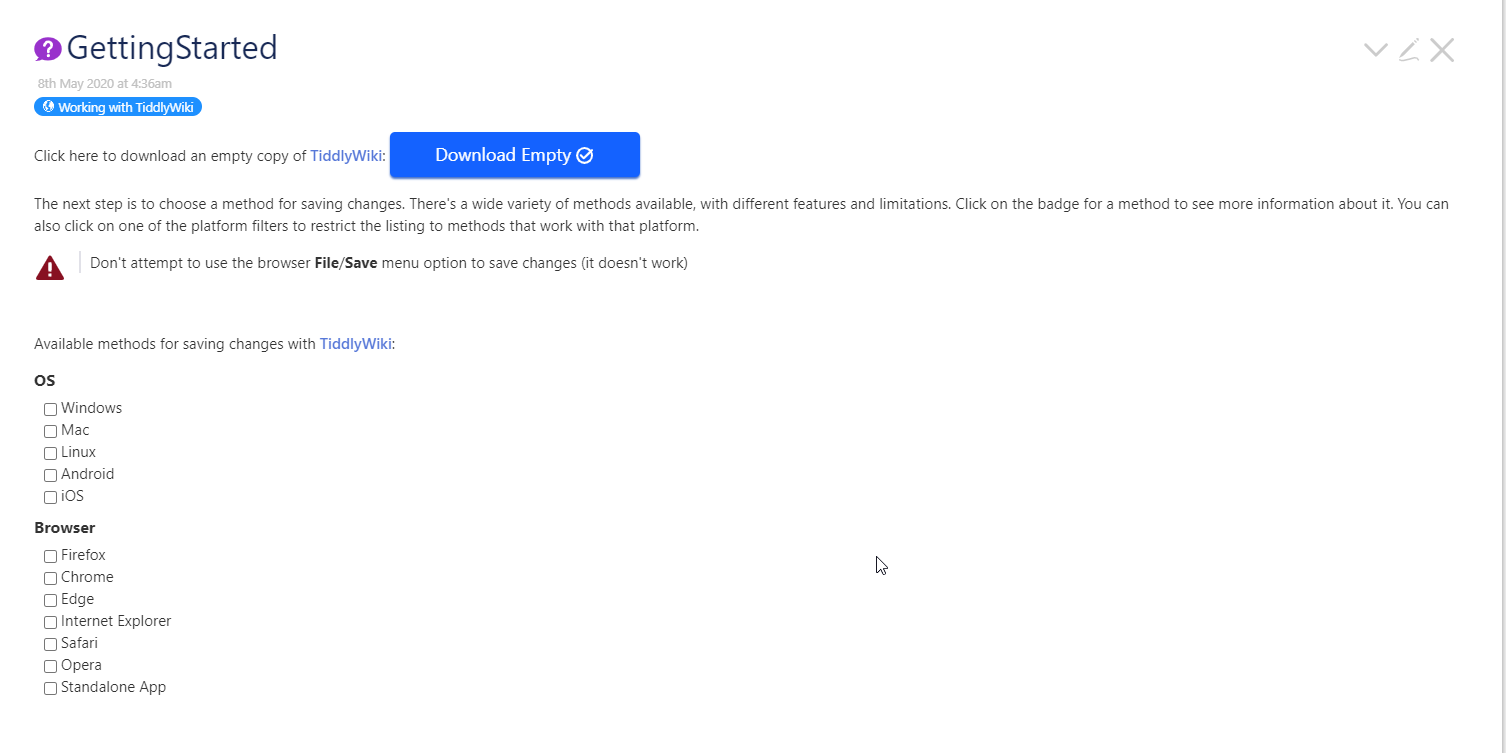 GettingStarted
8th May 2020 at 4:36am
Working with TiddlyWiki
Click here to download an empty copy of TiddlyWiki: Download Empty
The next step is to choose a method for saving changes. There's a wide variety of methods available, with different features and limitations. Click on the badge for a method to see more information about it. You can
also click on one of the platform filters to restrict the listing to methods that work with that platform.
Don't attempt to use the browser File/Save menu option to save changes (it doesn't work)
Available methods for saving changes with TiddlyWiki:
OS
Windows
Mac
Linux
Android
iOS
Browser
Firefox
Chrome
Edge
Internet Explorer
Safari
Opera
Standalone App